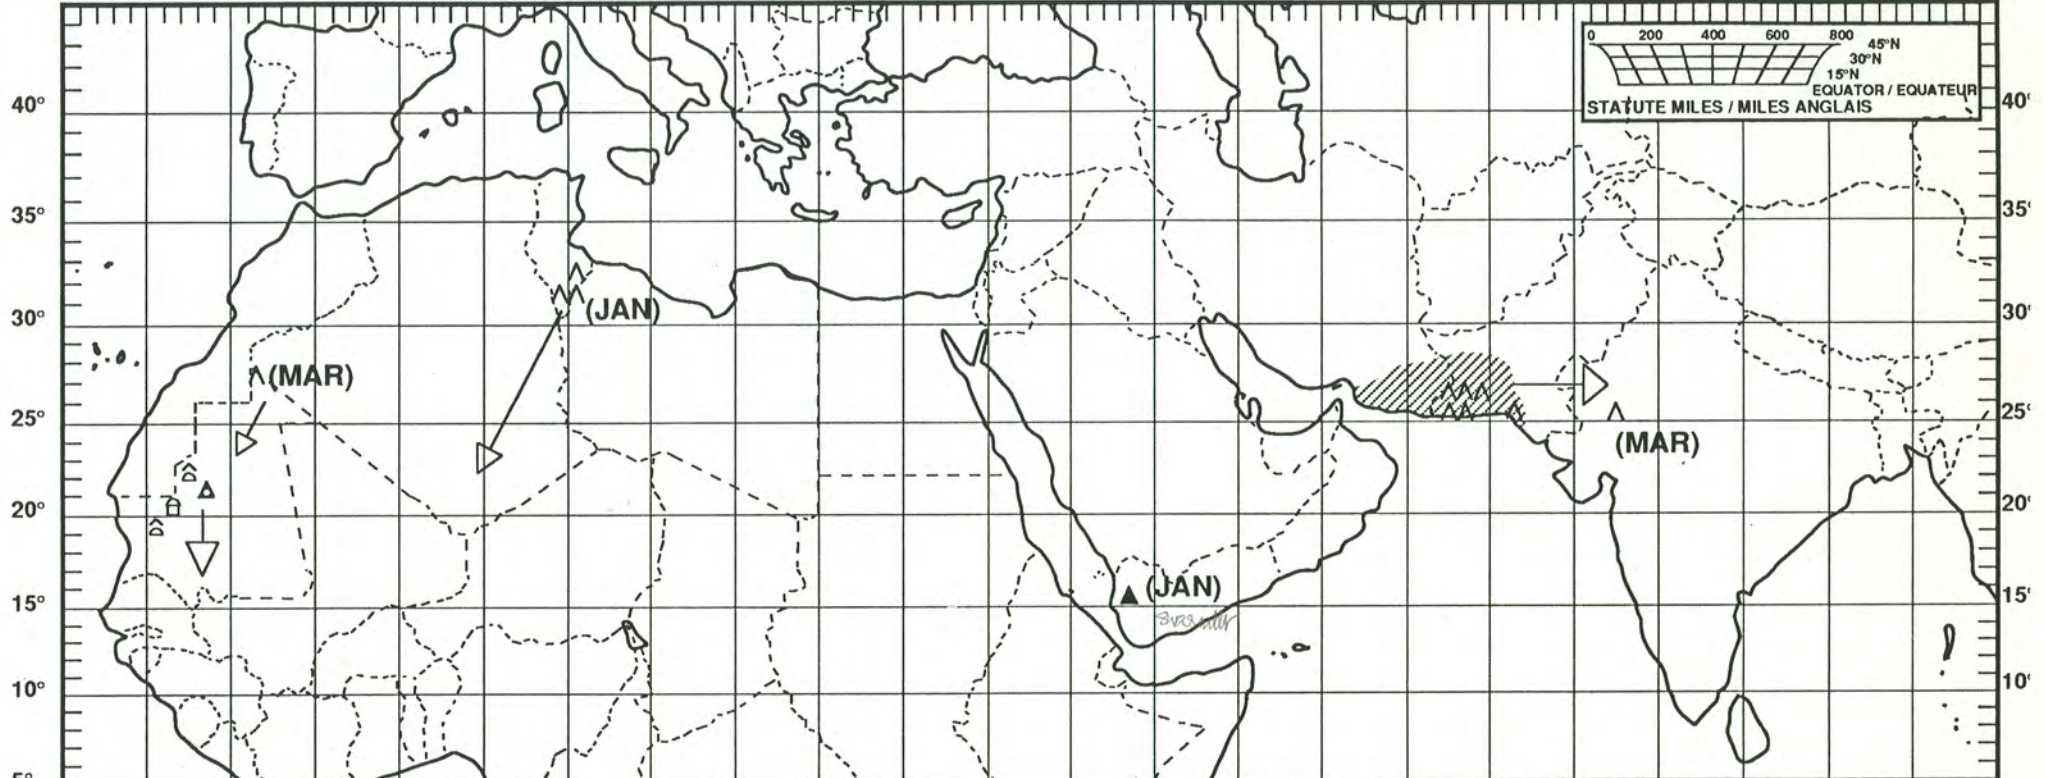 0 200 400 600 800
45°N
30°N
15°N
EQUATOR / EQUATEUR
STATUTE MILES / MILES ANGLAIS
40° 40°
35° 35°
(JAN)
30° 30°
(MAR)
25° 25°
(MAR)
20° 20°
(JAN)
15° 15°
10° 10°
5°